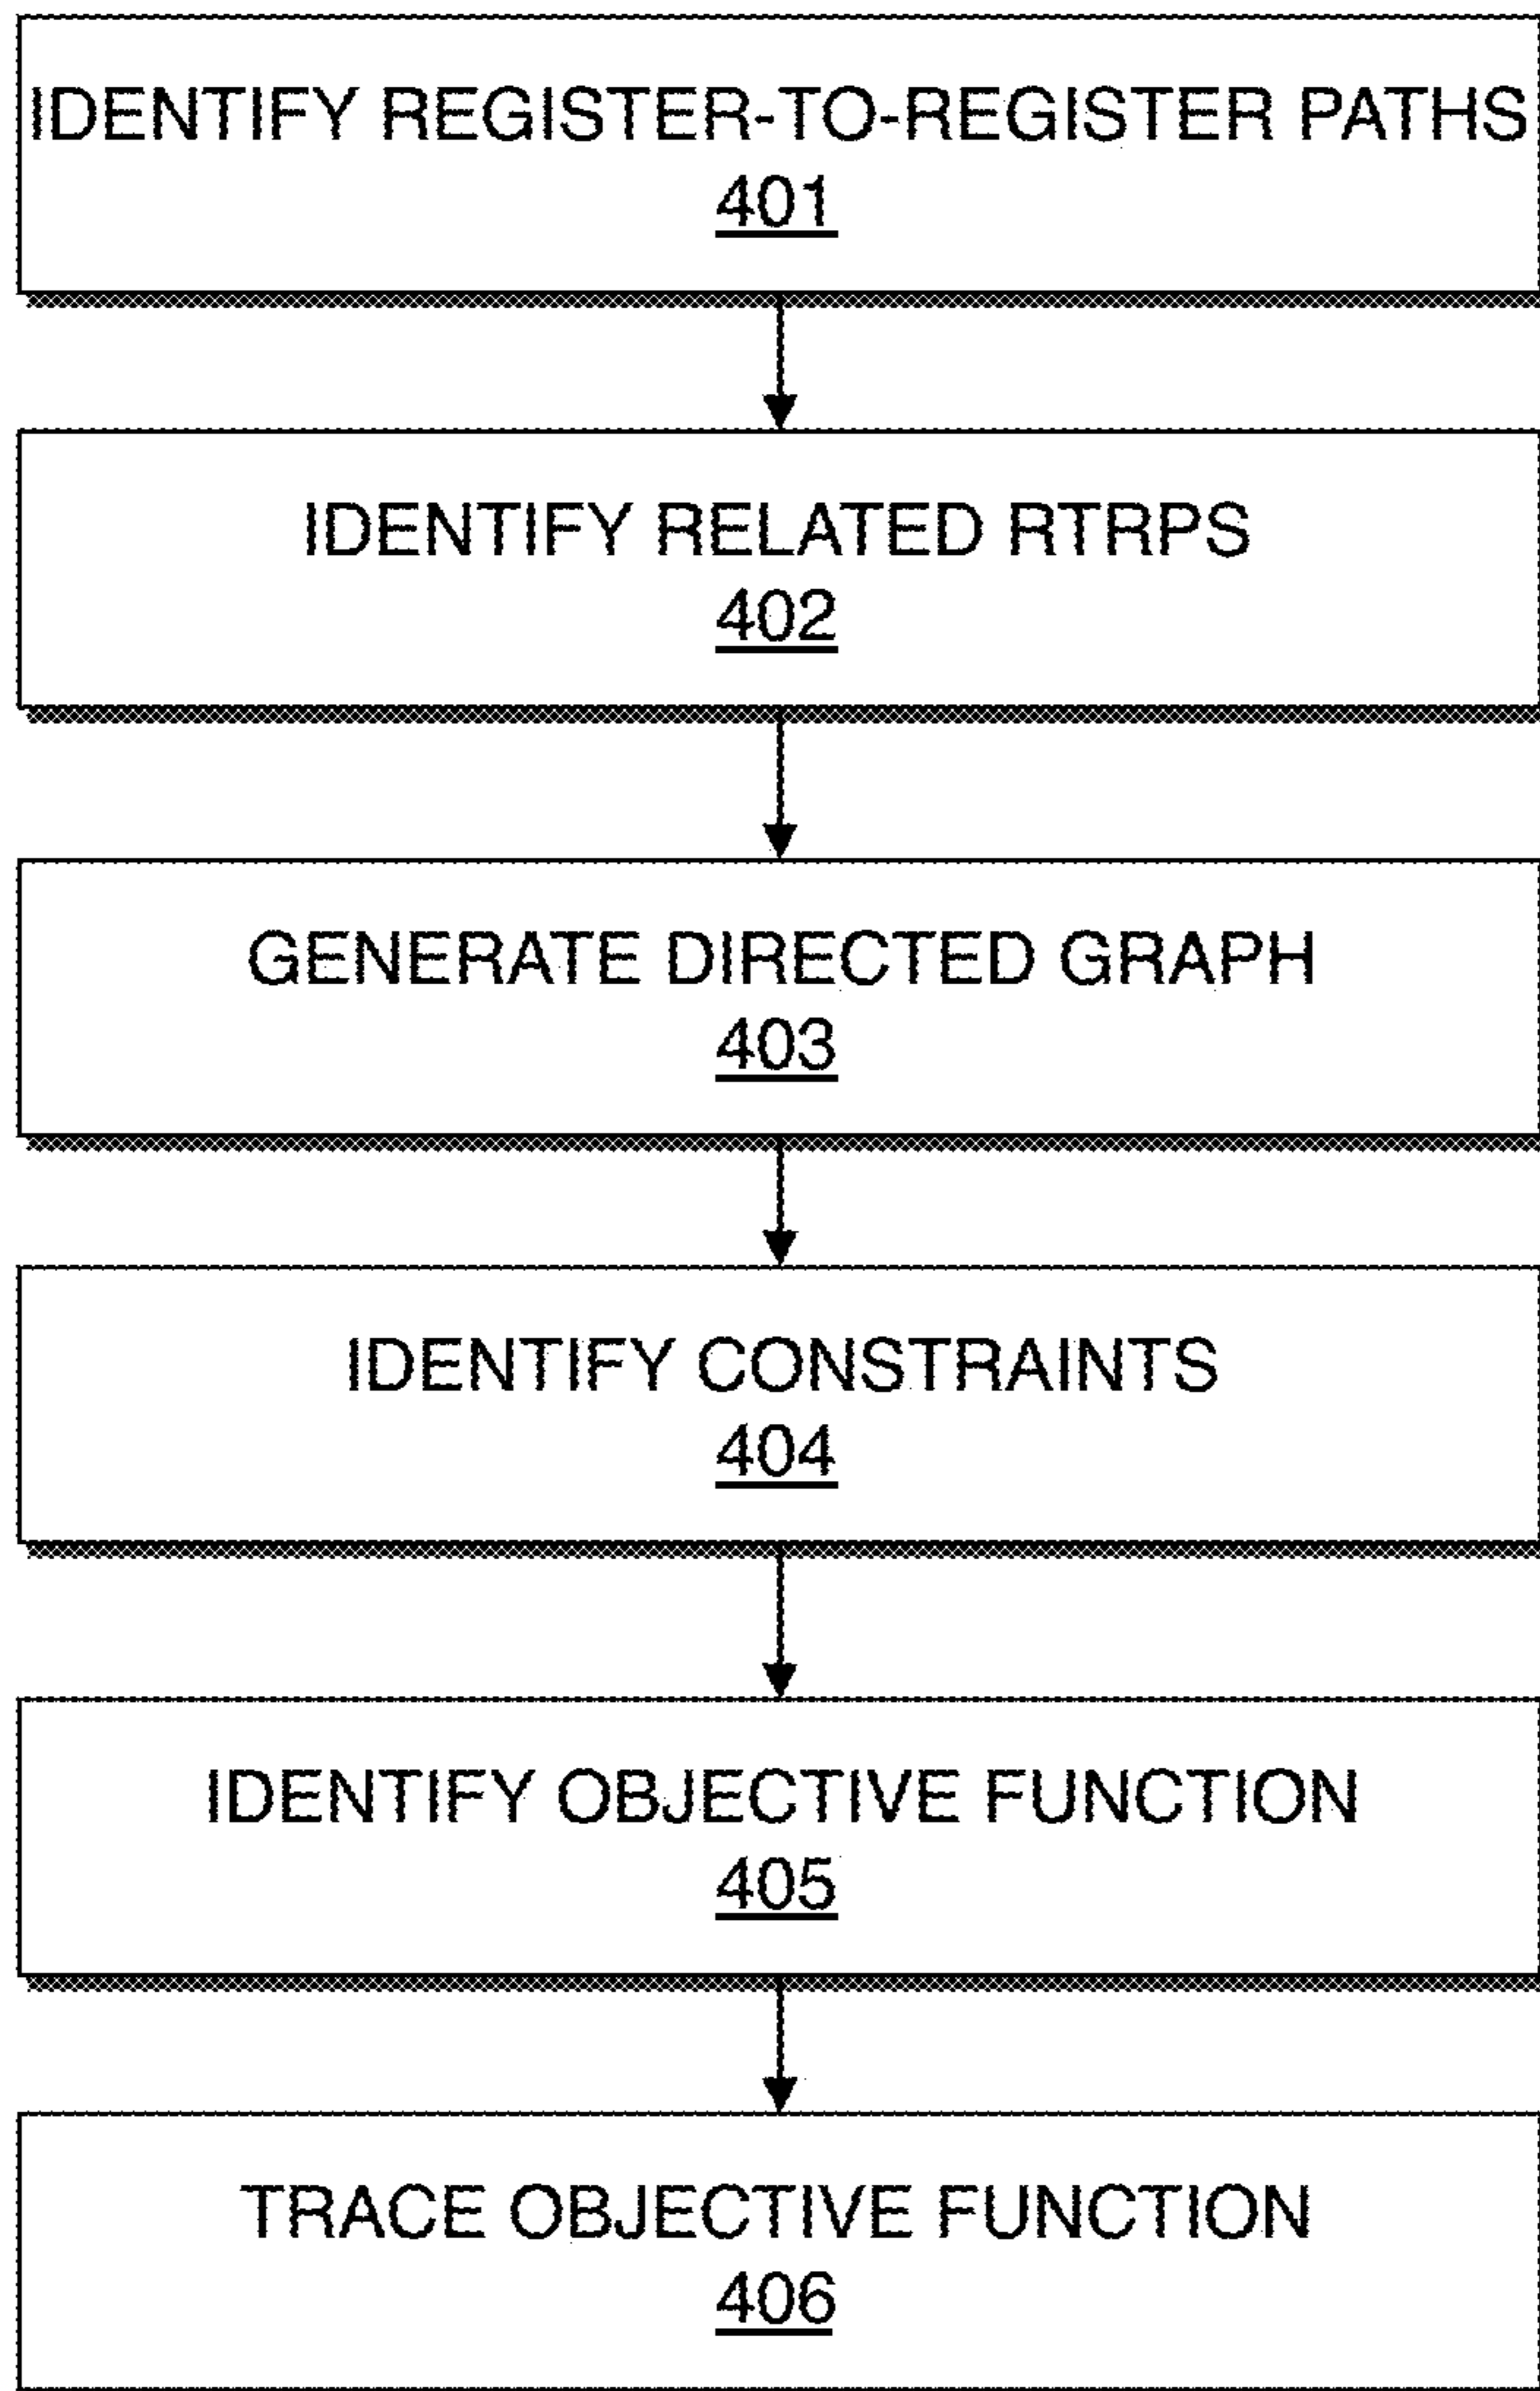 IDENTIFY REGISTER-TO-REGISTER PATHS
401
IDENTIFY RELATED RTRPS
402
GENERATE DIRECTED GRAPH
403
IDENTIFY CONSTRAINTS
404
IDENTIFY OBJECTIVE FUNCTION
405
TRACE OBJECTIVE FUNCTION
406